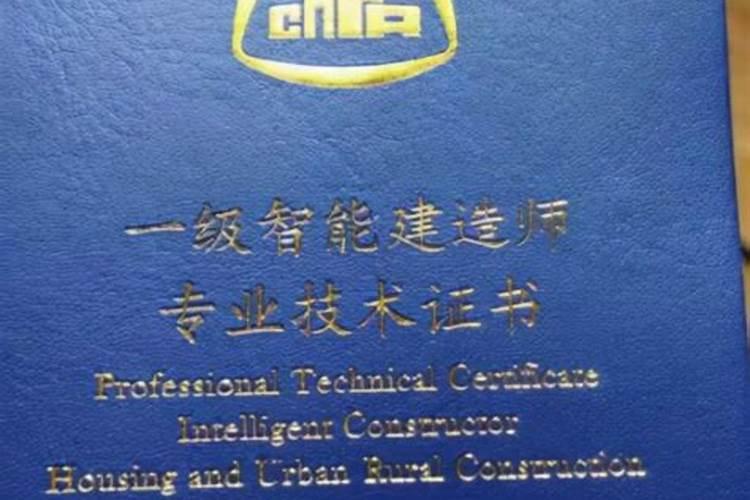 一级智能建造师
专业技术证书
Professional Technical Certificate
Intelligent Constructor
Housing and Urban Rural Construction